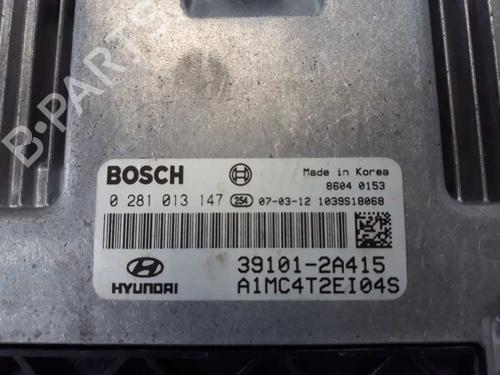 B-PARTS
BOSCH
Made in Korea
8604 0153
0 281 013 147 254 07-03-12 1039S18068
39101-2A415
HYUNDAI
A1MC4T2EI04S